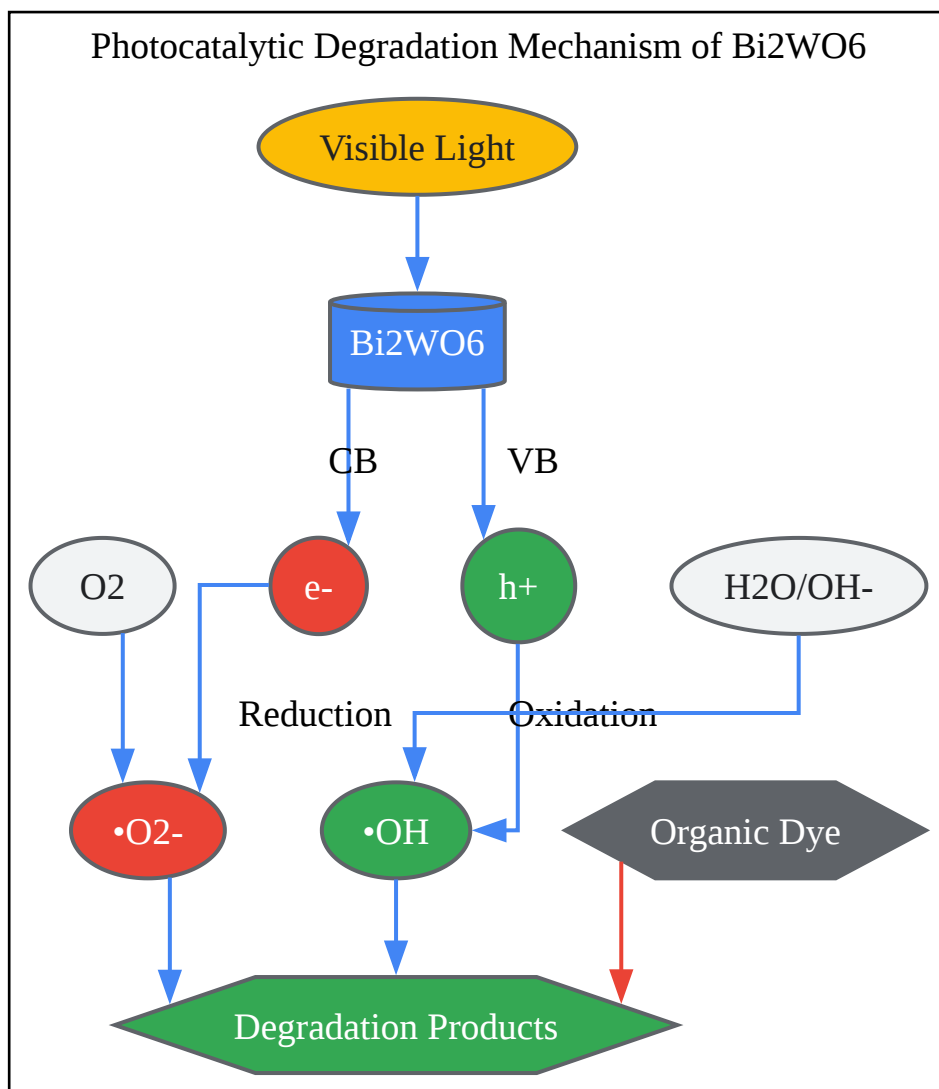 Photocatalytic Degradation Mechanism of Bi2WO6
Visible Light
Bi2WO6
CB
VB
O2
e-
h+
H2O/OH-
Reduction
Oxidation
•O2-
•OH
Organic Dye
Degradation Products